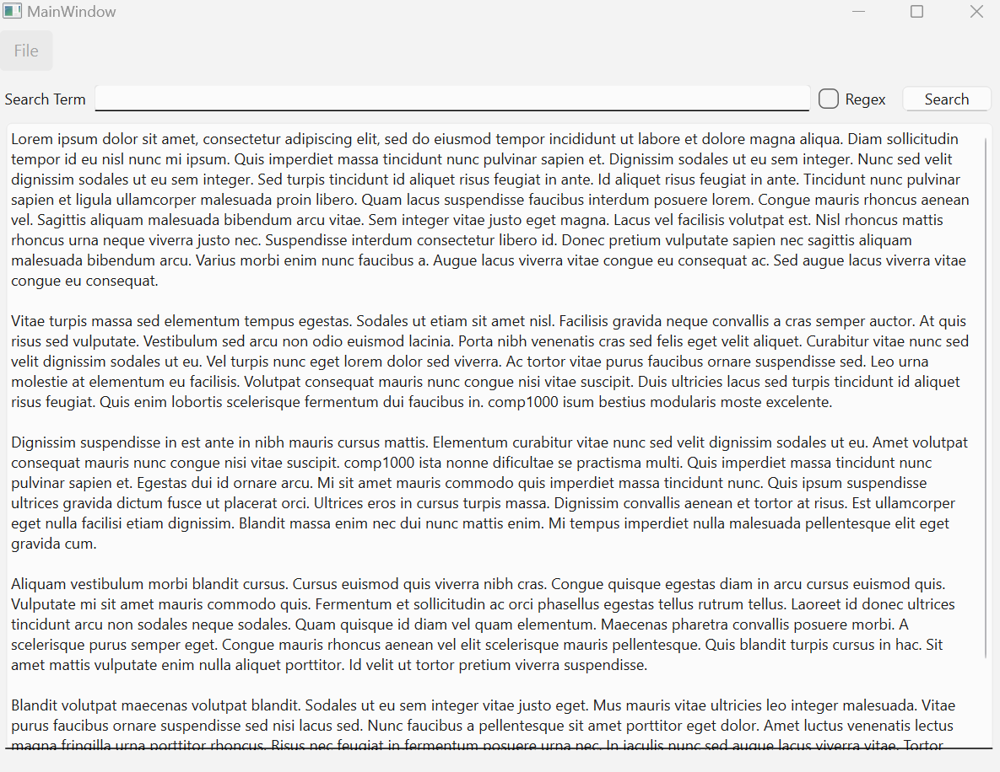 MainWindow
File
Search Term
Regex
Search
Lorem ipsum dolor sit amet, consectetur adipiscing elit, sed do eiusmod tempor incididunt ut labore et dolore magna aliqua. Diam sollicitudin
tempor id eu nisl nunc mi ipsum. Quis imperdiet massa tincidunt nunc pulvinar sapien et. Dignissim sodales ut eu sem integer. Nunc sed velit
dignissim sodales ut eu sem integer. Sed turpis tincidunt id aliquet risus feugiat in ante. Id aliquet risus feugiat in ante. Tincidunt nunc pulvinar
sapien et ligula ullamcorper malesuada proin libero. Quam lacus suspendisse faucibus interdum posuere lorem. Congue mauris rhoncus aenean
vel. Sagittis aliquam malesuada bibendum arcu vitae. Sem integer vitae justo eget magna. Lacus vel facilisis volutpat est. Nisl rhoncus mattis
rhoncus urna neque viverra justo nec. Suspendisse interdum consectetur libero id. Donec pretium vulputate sapien nec sagittis aliquam
malesuada bibendum arcu. Varius morbi enim nunc faucibus a. Augue lacus viverra vitae congue eu consequat ac. Sed augue lacus viverra vitae
congue eu consequat.
Vitae turpis massa sed elementum tempus egestas. Sodales ut etiam sit amet nisl. Facilisis gravida neque convallis a cras semper auctor. At quis
risus sed vulputate. Vestibulum sed arcu non odio euismod lacinia. Porta nibh venenatis cras sed felis eget velit aliquet. Curabitur vitae nunc sed
velit dignissim sodales ut eu. Vel turpis nunc eget lorem dolor sed viverra. Ac tortor vitae purus faucibus ornare suspendisse sed. Leo urna
molestie at elementum eu facilisis. Volutpat consequat mauris nunc congue nisi vitae suscipit. Duis ultricies lacus sed turpis tincidunt id aliquet
risus feugiat. Quis enim lobortis scelerisque fermentum dui faucibus in. comp1000 isum bestius modularis moste excelente.
Dignissim suspendisse in est ante in nibh mauris cursus mattis. Elementum curabitur vitae nunc sed velit dignissim sodales ut eu. Amet volutpat
consequat mauris nunc congue nisi vitae suscipit. comp1000 ista nonne dificultae se practisma multi. Quis imperdiet massa tincidunt nunc
pulvinar sapien et. Egestas dui id ornare arcu. Mi sit amet mauris commodo quis imperdiet massa tincidunt nunc. Quis ipsum suspendisse
ultrices gravida dictum fusce ut placerat orci. Ultrices eros in cursus turpis massa. Dignissim convallis aenean et tortor at risus. Est ullamcorper
eget nulla facilisi etiam dignissim. Blandit massa enim nec dui nunc mattis enim. Mi tempus imperdiet nulla malesuada pellentesque elit eget
gravida cum.
Aliquam vestibulum morbi blandit cursus. Cursus euismod quis viverra nibh cras. Congue quisque egestas diam in arcu cursus euismod quis.
Vulputate mi sit amet mauris commodo quis. Fermentum et sollicitudin ac orci phasellus egestas tellus rutrum tellus. Laoreet id donec ultrices
tincidunt arcu non sodales neque sodales. Quam quisque id diam vel quam elementum. Maecenas pharetra convallis posuere morbi. A
scelerisque purus semper eget. Congue mauris rhoncus aenean vel elit scelerisque mauris pellentesque. Quis blandit turpis cursus in hac. Sit
amet mattis vulputate enim nulla aliquet porttitor. Id velit ut tortor pretium viverra suspendisse.
Blandit volutpat maecenas volutpat blandit. Sodales ut eu sem integer vitae justo eget. Mus mauris vitae ultricies leo integer malesuada. Vitae
purus faucibus ornare suspendisse sed nisi lacus sed. Nunc faucibus a pellentesque sit amet porttitor eget dolor. Amet luctus venenatis lectus
magna fringilla urna porttitor rhoncus. Risus nec feugiat in fermentum posuere urna nec. In iaculis nunc sed augue lacus viverra vitae. Tortor